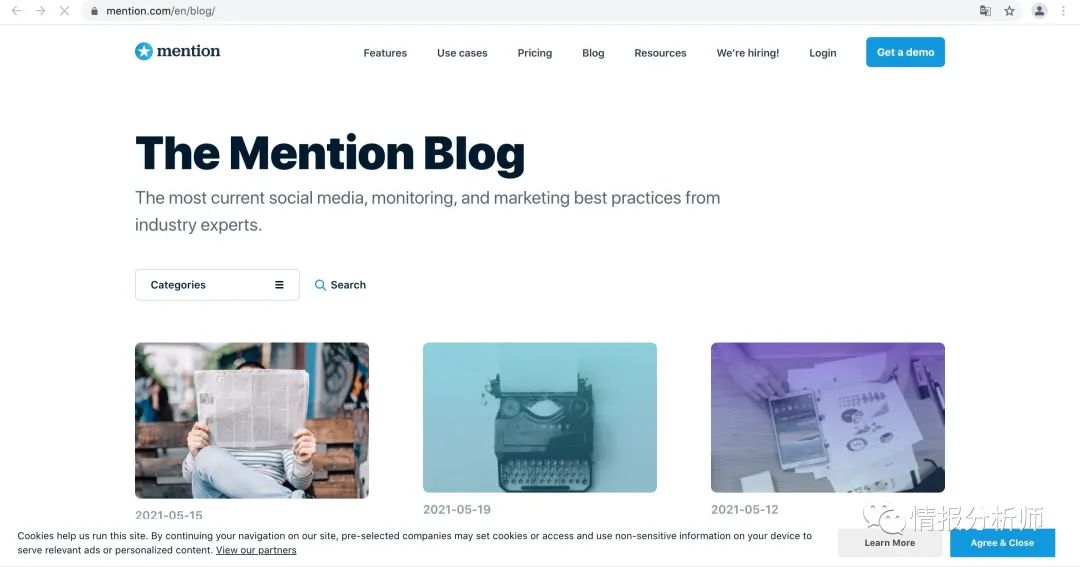 mention.com/en/blog/
mention
Features
Use cases
Pricing
Blog
Resources
We're hiring!
Login
Get a demo
The Mention Blog
The most current social media, monitoring, and marketing best practices from
industry experts.
Categories
Search
2021-05-15
2021-05-19
2021-05-12
情报分析师
Cookies help us run this site. By continuing your navigation on our site, pre-selected companies may set cookies or access and use non-sensitive information on your device to
serve relevant ads or personalized content. View our partners
Learn More
Agree & Close